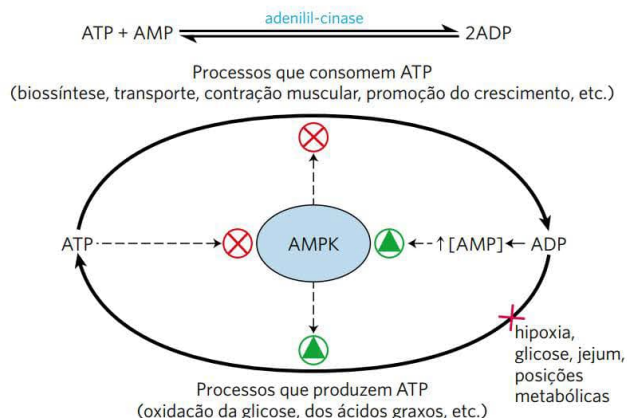 adenilil-cinase
ATP + AMP 2ADP
Processos que consomem ATP
(biossíntese, transporte, contração muscular, promoção do crescimento, etc.)
ATP AMPK ↑[AMP] ADP
hipoxia,
glicose, jejum,
posições
metabólicas
Processos que produzem ATP
(oxidação da glicose, dos ácidos graxos, etc.)